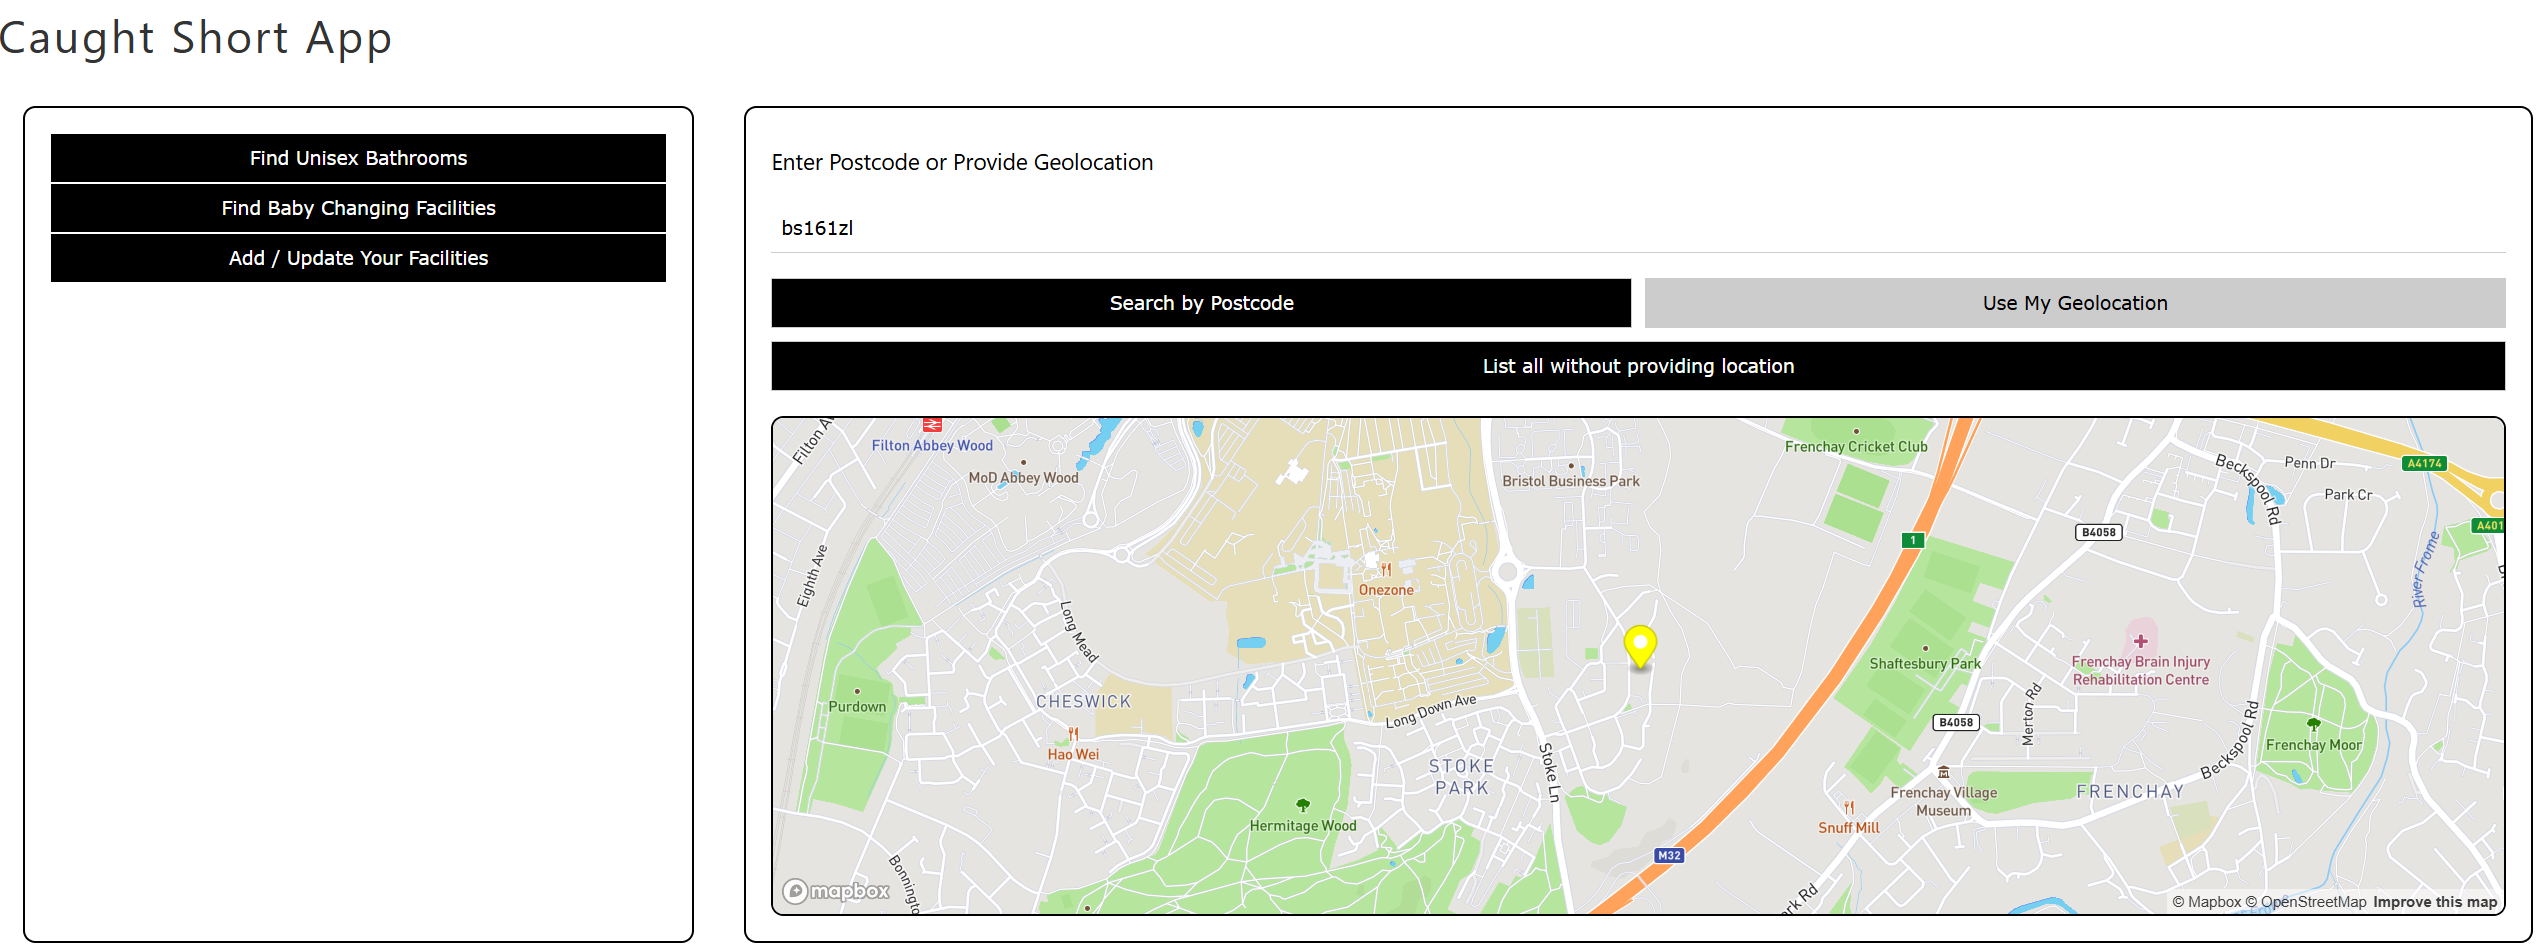 Caught Short App
Find Unisex Bathrooms
Find Baby Changing Facilities
Add / Update Your Facilities
Enter Postcode or Provide Geolocation
bs161zl
Search by Postcode
Use My Geolocation
List all without providing location
Filton
Filton Abbey Wood
MoD Abbey Wood
Bristol Business Park
Frenchay Cricket Club
Beckspool Rd
Penn Dr
A4174
Park Cr
B4058
1
Eighth Ave
Onezone
River Frome
Long Mead
Shaftesbury Park
Frenchay Brain Injury
Rehabilitation Centre
Purdown
CHESWICK
Long Down Ave
B4058
Merton Rd
Beckspool Rd
Frenchay Moor
Hao Wei
STOKE
PARK
Stoke Ln
Frenchay Village
Museum
FRENCHAY
Hermitage Wood
Snuff Mill
M32
mapbox
© Mapbox © OpenStreetMap Improve this map